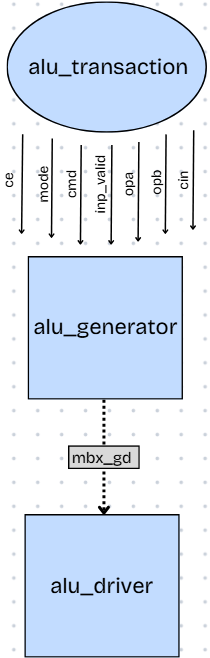 alu_transaction
ce
mode
cmd
inp_valid
opa
opb
cin
alu_generator
mbx_gd
alu_driver